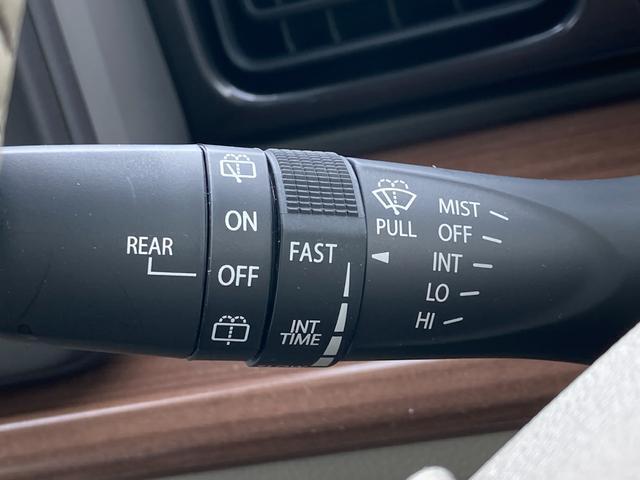 REAR
ON
OFF
FAST
INT
TIME
PULL
MIST
OFF
INT
LO
HI